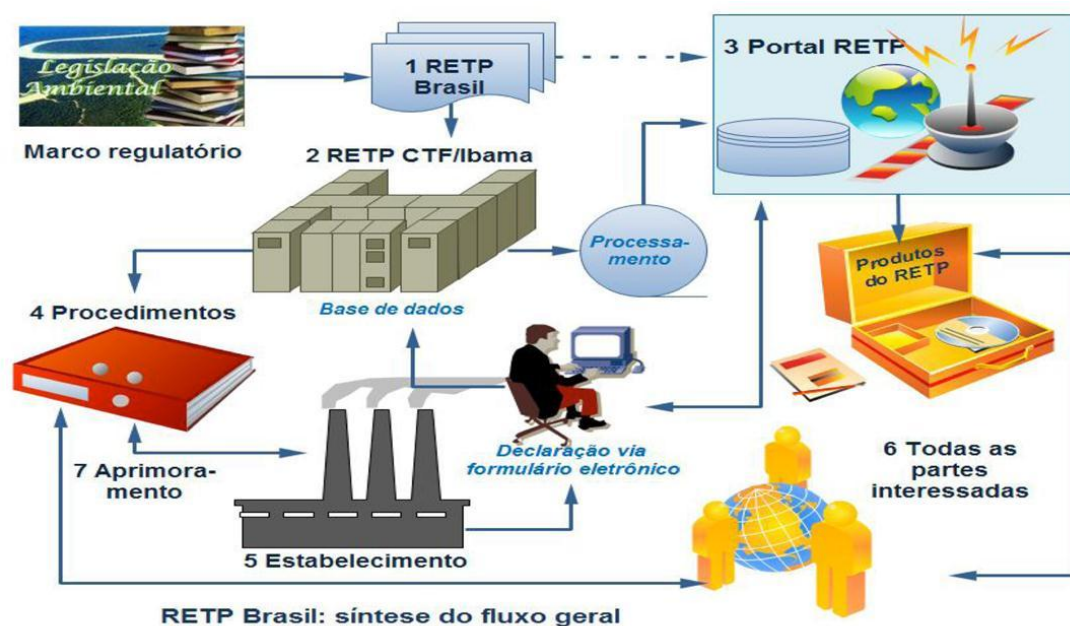 Legislação
Ambiental
Marco regulatório
1 RETP
Brasil
3 Portal RETP
2 RETP CTF/Ibama
Processa-
mento
Base de dados
Produtos
do RETP
4 Procedimentos
Declaração via
formulário eletrônico
7 Aprimora-
mento
5 Estabelecimento
6 Todas as
partes
interessadas
RETP Brasil: síntese do fluxo geral